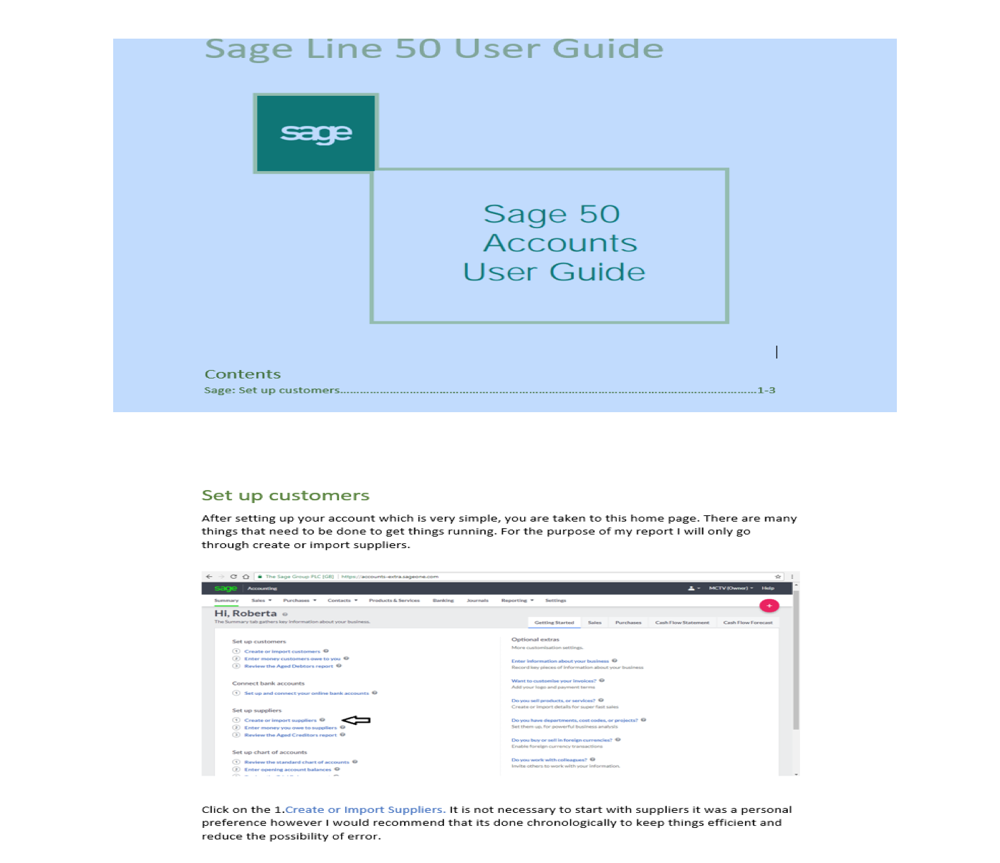 Sage Line 50 User Guide
sage
Sage 50
Accounts
User Guide
Contents
Sage: Set up customers........................................................................................................................1-3
Set up customers
After setting up your account which is very simple, you are taken to this home page. There are many
things that need to be done to get things running. For the purpose of my report I will only go
through create or import suppliers.
The Sage Group PLC [GB] | https://accounts-extra.sageone.com
sage Accounting MCTV (Owner) Help
Summary Sales Purchases Contacts Products & Services Banking Journals Reporting Settings
Hi, Roberta
The Summary tab gathers key information about your business.
Getting Started Sales Purchases Cash Flow Statement Cash Flow Forecast
Set up customers
1 Create or import customers
2 Enter money customers owe to you
3 Review the Aged Debtors report
Connect bank accounts
1 Set up and connect your online bank accounts
Set up suppliers
1 Create or import suppliers
2 Enter money you owe to suppliers
3 Review the Aged Creditors report
Set up chart of accounts
1 Review the standard chart of accounts
2 Enter opening account balances
Optional extras
More customisation settings.
Enter information about your business
Record key pieces of information about your business
Want to customise your invoices?
Add your logo and payment terms
Do you sell products, or services?
Create or import details for super fast sales
Do you have departments, cost codes, or projects?
Set them up, for powerful business analysis
Do you buy or sell in foreign currencies?
Enable foreign currency transactions
Do you work with colleagues?
Invite others to work with your information.
Click on the 1.Create or Import Suppliers. It is not necessary to start with suppliers it was a personal
preference however I would recommend that its done chronologically to keep things efficient and
reduce the possibility of error.